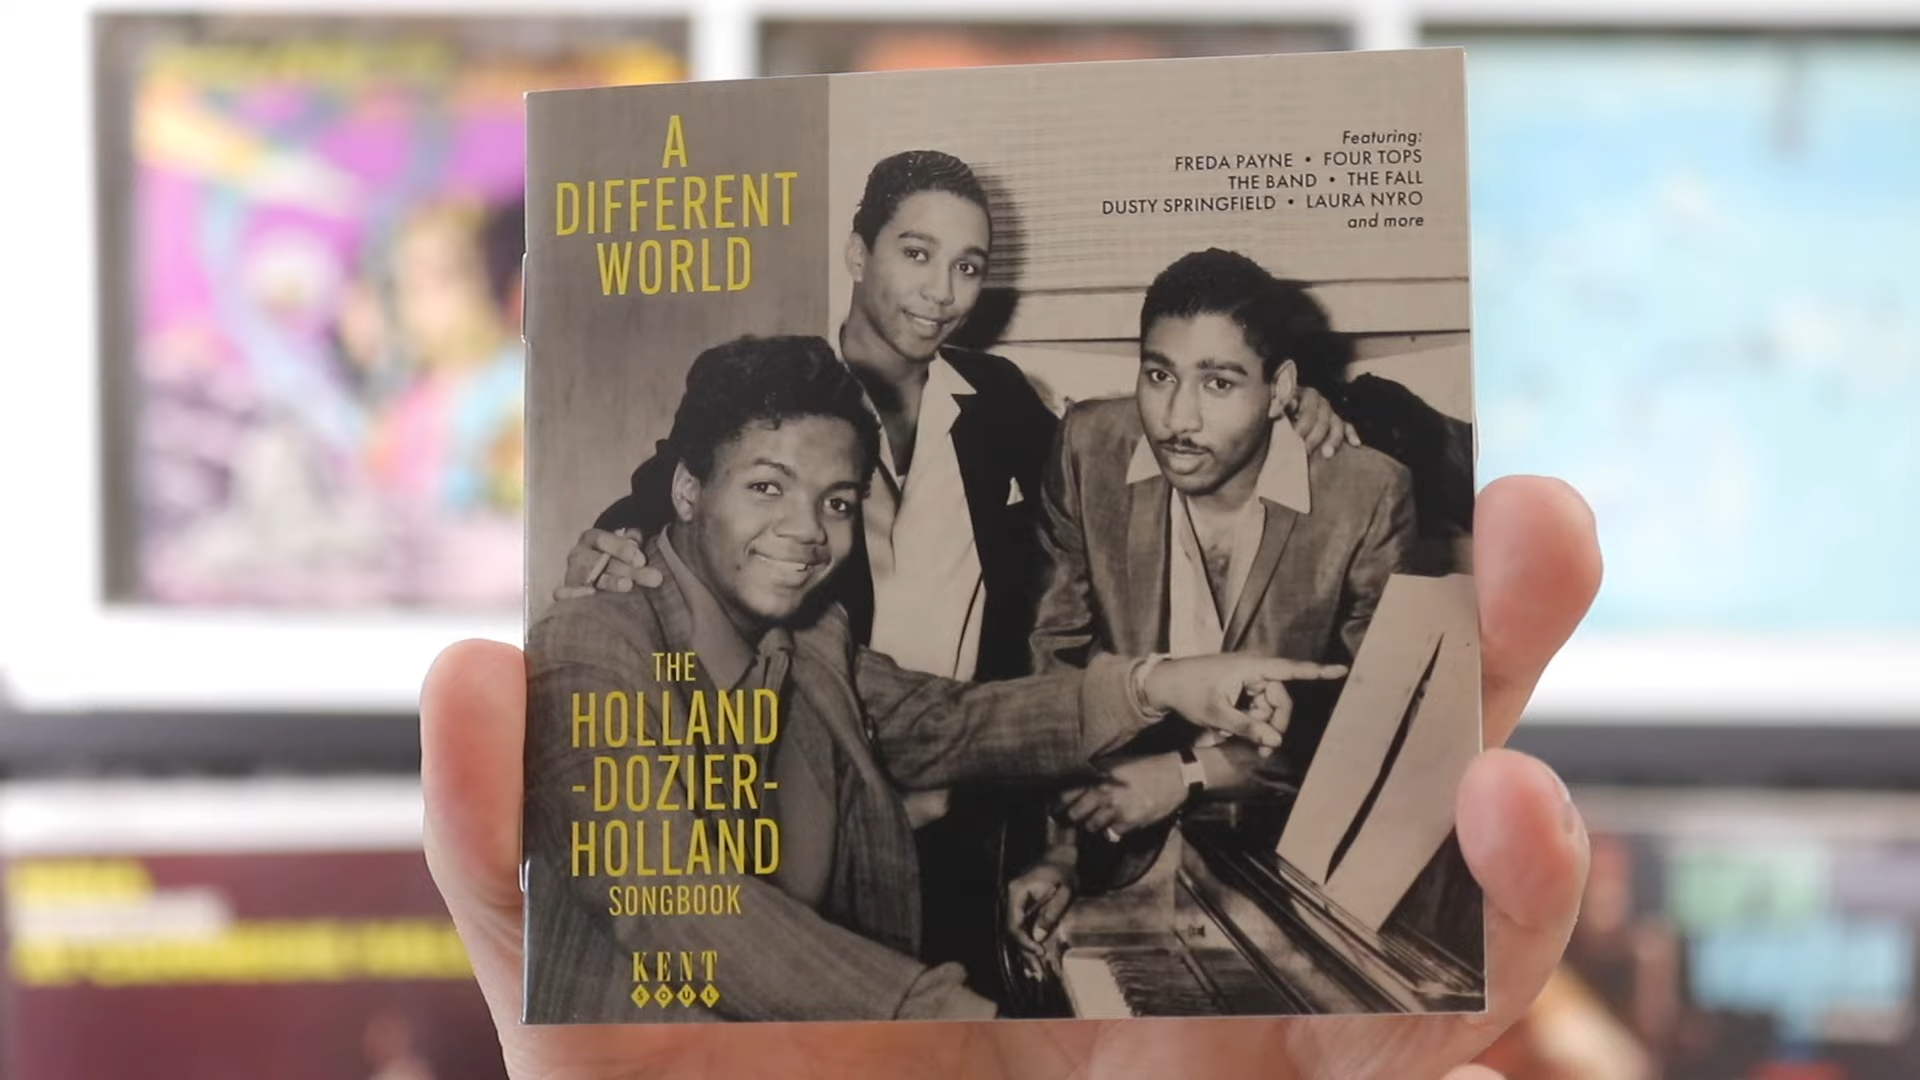 A
DIFFERENT
WORLD
Featuring:
FREDA PAYNE • FOUR TOPS
THE BAND • THE FALL
DUSTY SPRINGFIELD • LAURA NYRO
and more
THE
HOLLAND
-DOZIER-
HOLLAND
SONGBOOK
KENT
SOUL